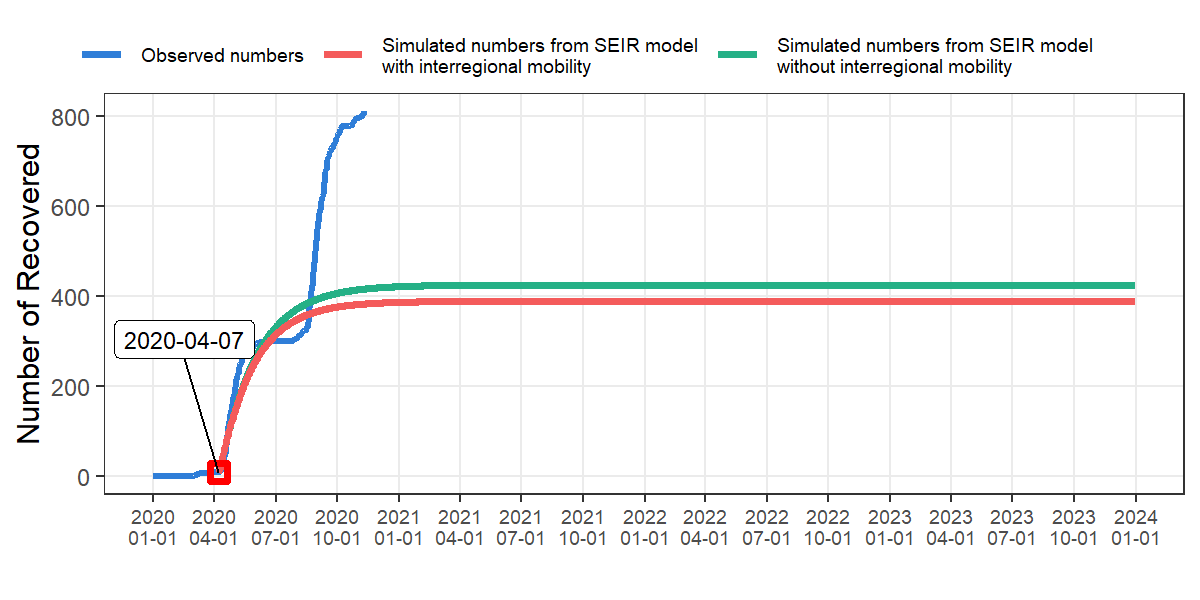 Observed numbers
Simulated numbers from SEIR model
with interregional mobility
Simulated numbers from SEIR model
without interregional mobility
Number of Recovered
800
600
400
200
0
2020-04-07
2020 2020 2020 2020 2021 2021 2021 2021 2022 2022 2022 2022 2023 2023 2023 2023 2024
01-01 04-01 07-01 10-01 01-01 04-01 07-01 10-01 01-01 04-01 07-01 10-01 01-01 04-01 07-01 10-01 01-01